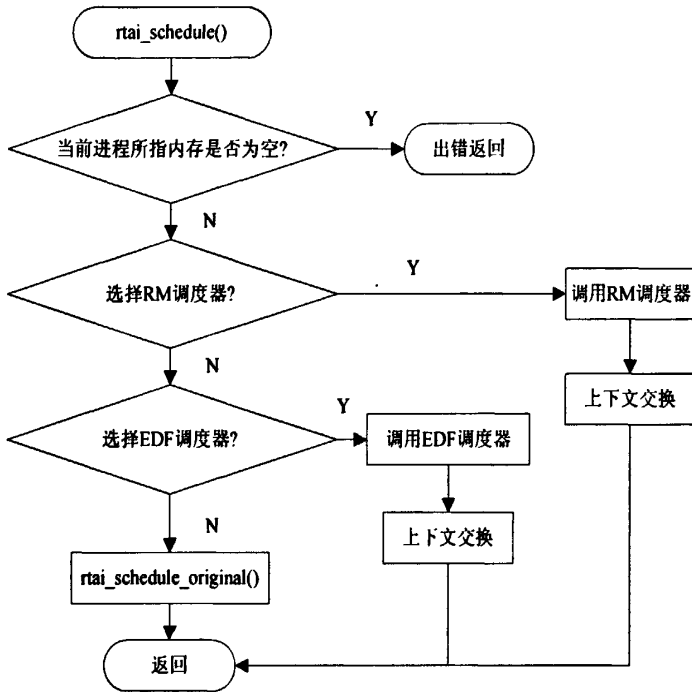 rtai_schedule()
当前进程所指内存是否为空?
Y
出错返回
N
选择RM调度器?
Y
调用RM调度器
N
上下文交换
选择EDF调度器?
Y
调用EDF调度器
N
上下文交换
rtai_schedule_original()
返回